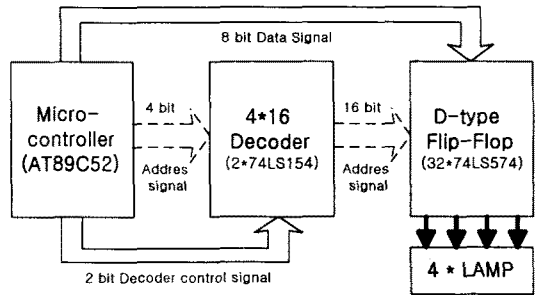 8 bit Data Signal
Micro-
controller
(AT89C52)
4 bit
Addres
signal
4*16
Decoder
(2*74LS154)
16 bit
Addres
signal
D-type
Flip-Flop
(32*74LS574)
2 bit Decoder control signal
4 * LAMP